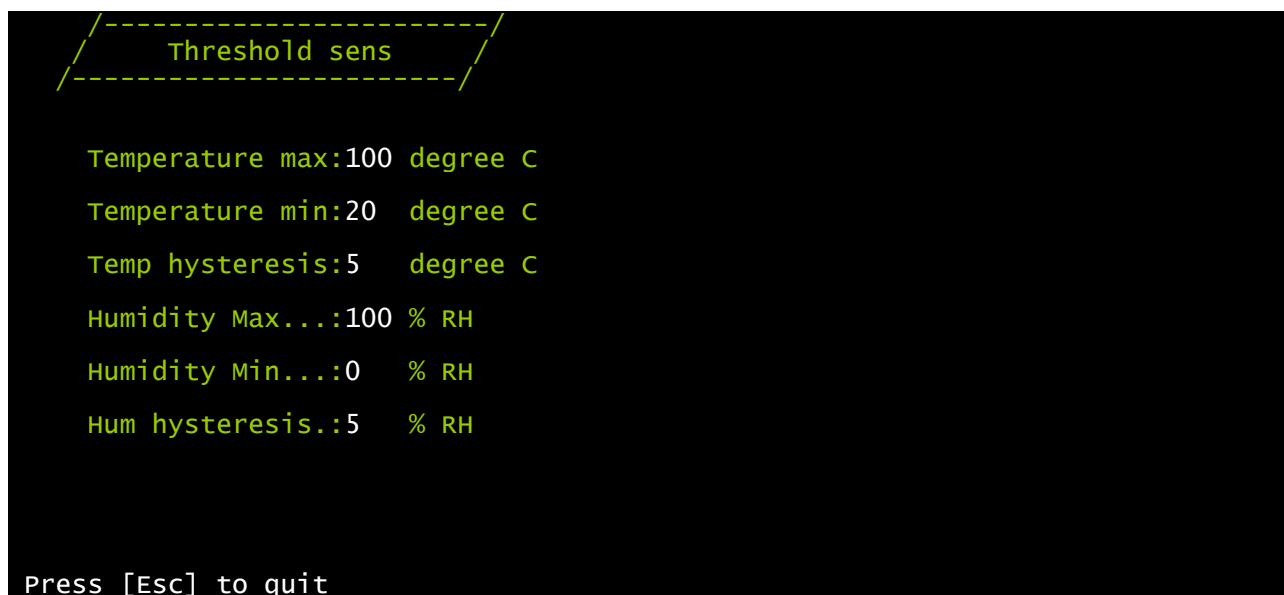 /------------------------/
/ Threshold sens /
/------------------------/
Temperature max:100 degree C
Temperature min:20 degree C
Temp hysteresis:5 degree C
Humidity Max...:100 % RH
Humidity Min...:0 % RH
Hum hysteresis.:5 % RH
Press [Esc] to quit